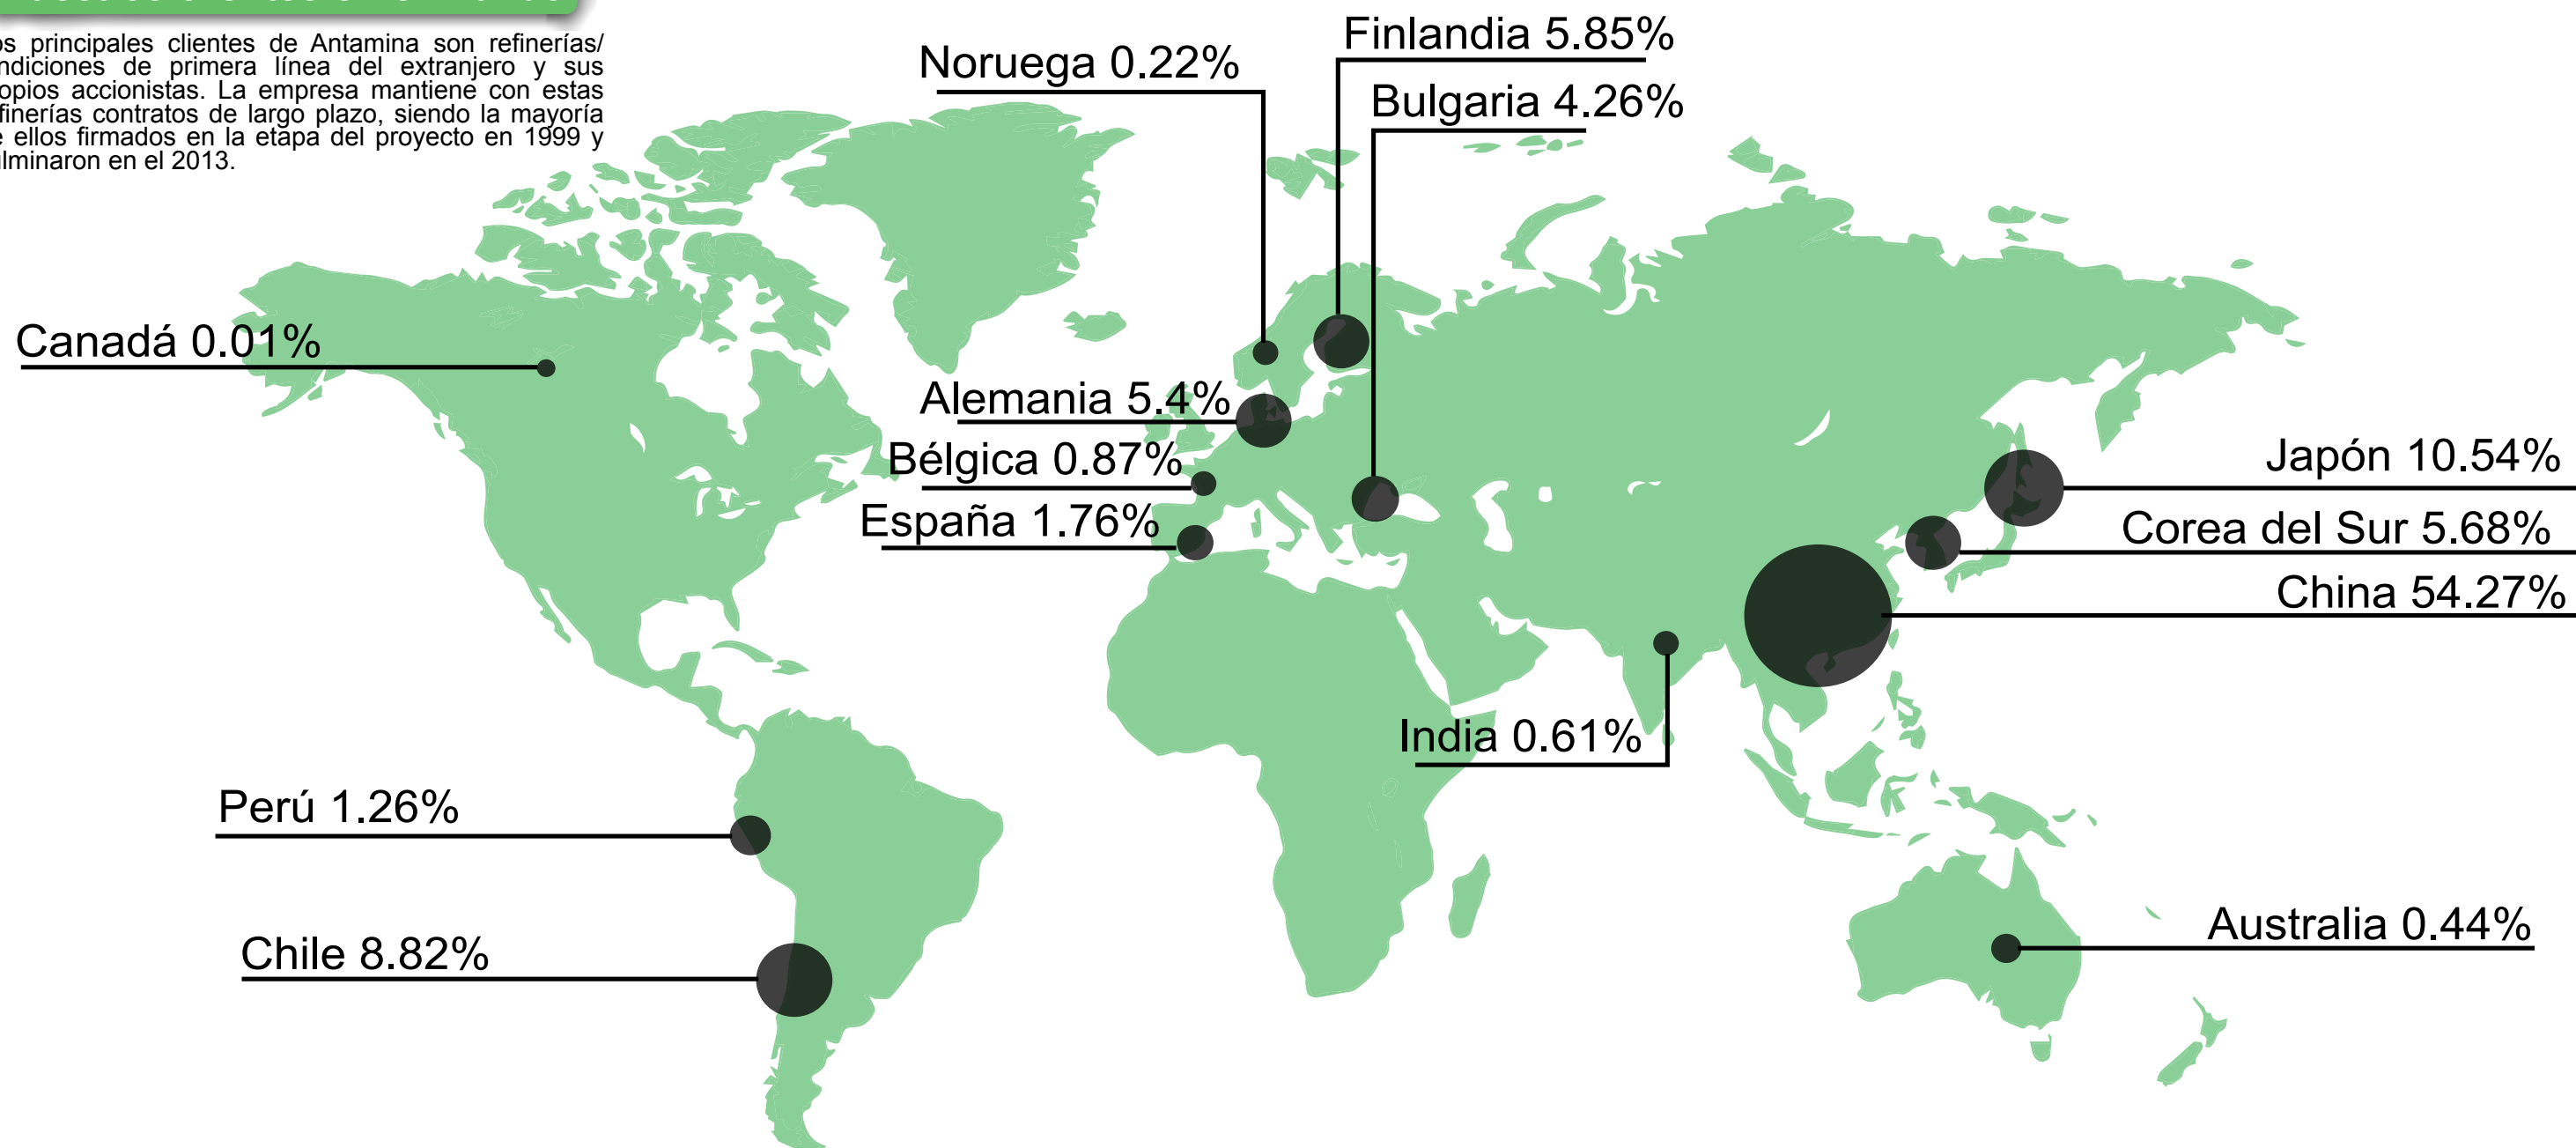 principales clientes de Antamina son refinerías/
de primera línea del extranjero y sus
accionistas. La empresa mantiene con estas
contratos de largo plazo, siendo la mayoría
ellos firmados en la etapa del proyecto en 1999 y
en el 2013.
Noruega 0.22%
Finlandia 5.85%
Bulgaria 4.26%
Canadá 0.01%
Alemania 5.4%
Bélgica 0.87%
España 1.76%
Japón 10.54%
Corea del Sur 5.68%
China 54.27%
India 0.61%
Perú 1.26%
Chile 8.82%
Australia 0.44%